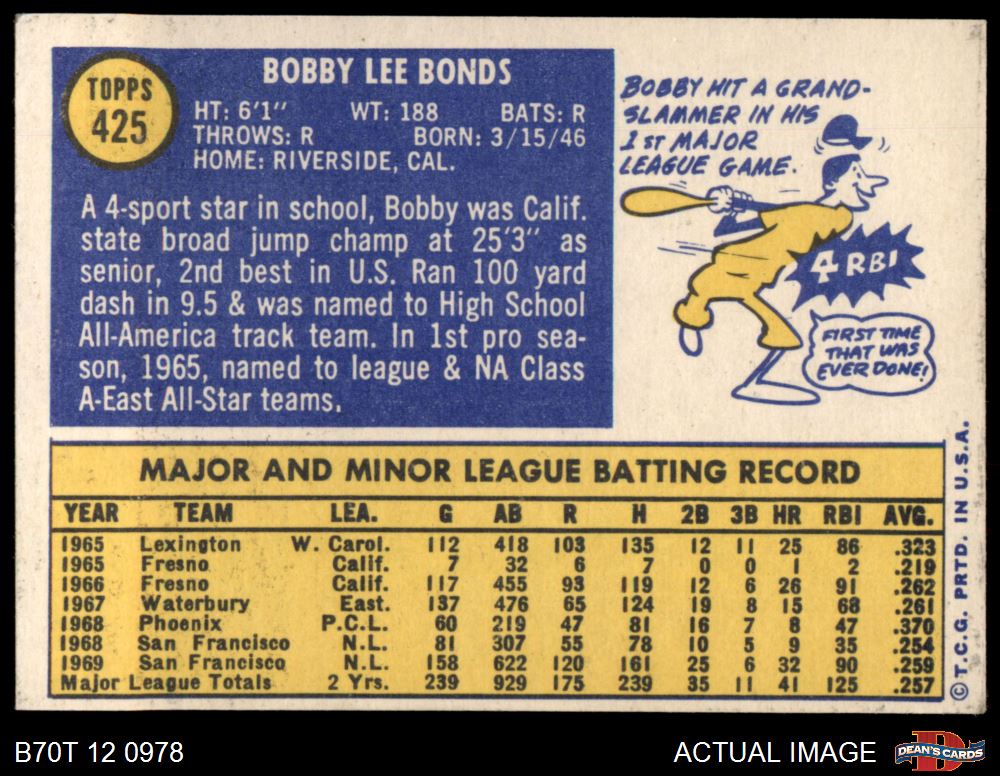 TOPPS
425
BOBBY LEE BONDS
HT: 6'1" WT: 188 BATS: R
THROWS: R BORN: 3/15/46
HOME: RIVERSIDE, CAL.
A 4-sport star in school, Bobby was Calif.
state broad jump champ at 25'3" as
senior, 2nd best in U.S. Ran 100 yard
dash in 9.5 & was named to High School
All-America track team. In 1st pro sea-
son, 1965, named to league & NA Class
A-East All-Star teams.
BOBBY HIT A GRAND-
SLAMMER IN HIS
1ST MAJOR
LEAGUE GAME.
4 RBI
FIRST TIME
THAT WAS
EVER DONE!
MAJOR AND MINOR LEAGUE BATTING RECORD
YEAR TEAM LEA. G AB R H 2B 3B HR RBI AVG.
1965 Lexington W. Carol. 112 418 103 135 12 11 25 86 .323
1965 Fresno Calif. 7 32 6 7 0 0 1 2 .219
1966 Fresno Calif. 117 455 93 119 12 6 26 91 .262
1967 Waterbury East. 137 476 65 124 19 8 15 68 .261
1968 Phoenix P.C.L. 60 219 47 81 16 7 8 47 .370
1968 San Francisco N.L. 81 307 55 78 10 5 9 35 .254
1969 San Francisco N.L. 158 622 120 161 25 6 32 90 .259
Major League Totals 2 Yrs. 239 929 175 239 35 11 41 125 .257
© T.C.G. PRTD. IN U.S.A.
B70T 12 0978
ACTUAL IMAGE
DEAN'S CARDS